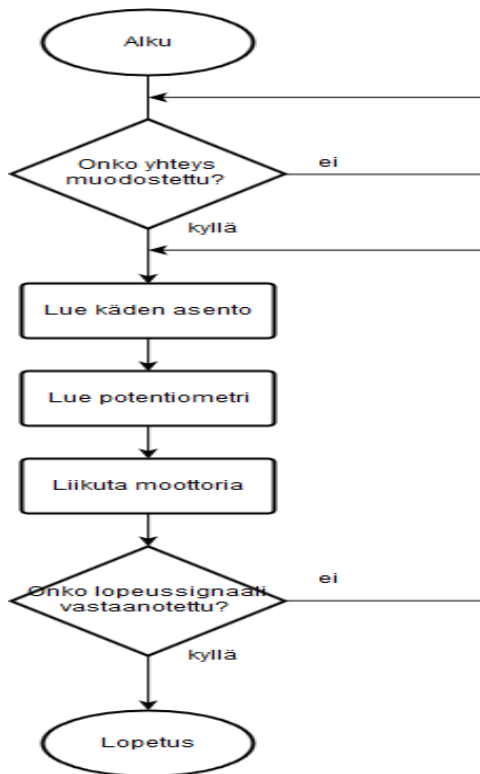 Alku
Onko yhteys
muodostettu?
ei
kyllä
Lue käden asento
Lue potentiometri
Liikuta moottoria
Onko lopeussignaali
vastaanotettu?
ei
kyllä
Lopetus